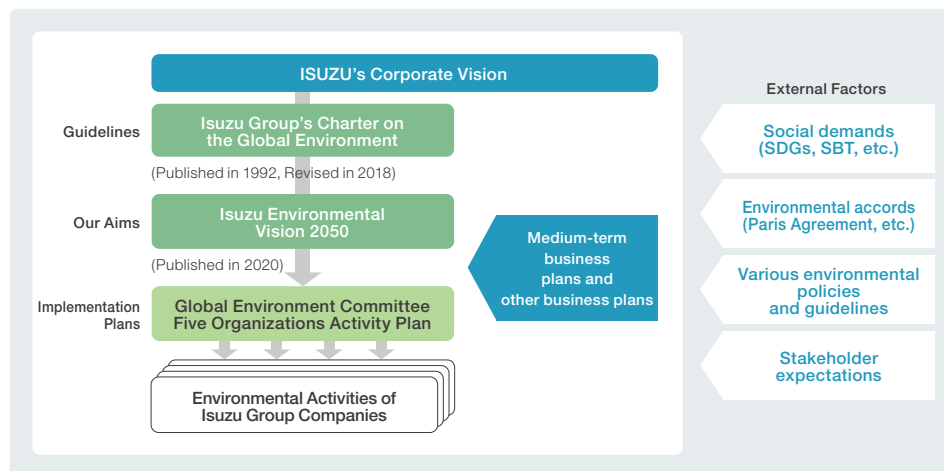 ISUZU's Corporate Vision
Guidelines
Isuzu Group's Charter on
the Global Environment
(Published in 1992, Revised in 2018)
Our Aims
Isuzu Environmental
Vision 2050
(Published in 2020)
Implementation
Plans
Global Environment Committee
Five Organizations Activity Plan
Environmental Activities of
Isuzu Group Companies
Medium-term
business
plans and
other business plans
External Factors
Social demands
(SDGs, SBT, etc.)
Environmental accords
(Paris Agreement, etc.)
Various environmental
policies
and guidelines
Stakeholder
expectations